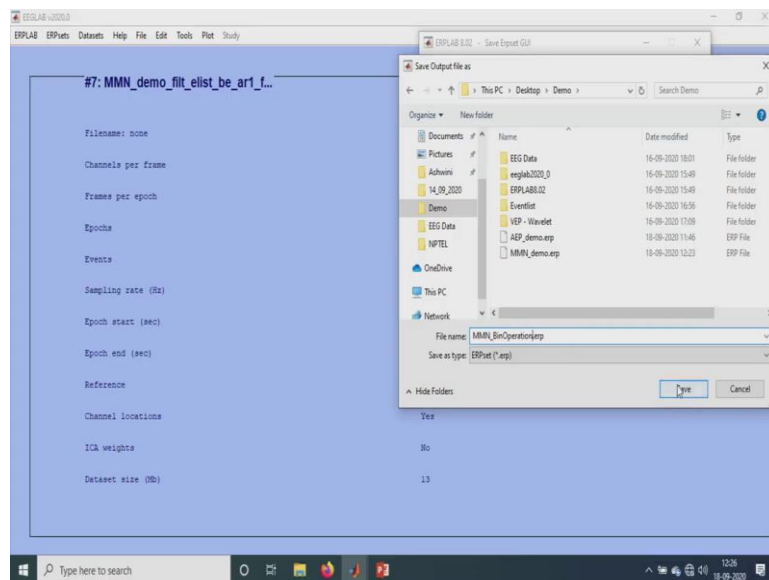 EEGLAB v2020.0
ERPLAB ERPsets Datasets Help File Edit Tools Plot Study
ERPLAB 8.02 - Save Erpset GUI
Save Output file as
#7: MMN_demo_filt_elist_be_ar1_f...
This PC > Desktop > Demo >
Search Demo
Organize New folder
Documents
Pictures
Ashwini
14_09_2020
Demo
EEG Data
NPTEL
OneDrive
This PC
Network
Name Date modified Type
EEG Data 16-09-2020 18:01 File folder
eeglab2020_0 16-09-2020 15:49 File folder
ERPLAB8.02 16-09-2020 15:49 File folder
Eventlist 16-09-2020 16:56 File folder
VEP - Wavelet 16-09-2020 17:09 File folder
AEP_demo.erp 18-09-2020 11:46 ERP File
MMN_demo.erp 18-09-2020 12:23 ERP File
File name: MMN_BinOperation.erp
Save as type: ERPset (*.erp)
Hide Folders
Save Cancel
Filename: none
Channels per frame
Frames per epoch
Epochs
Events
Sampling rate (Hz)
Epoch start (sec)
Epoch end (sec)
Reference
Channel locations Yes
ICA weights No
Dataset size (Mb) 13
Type here to search
12:26
18-09-2020